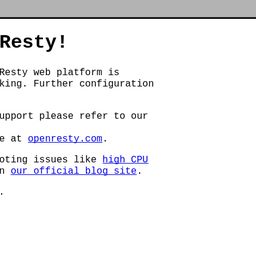 Resty!
Resty web platform is
king. Further configuration
upport please refer to our
e at openresty.com.
oting issues like high CPU
n our official blog site.
.